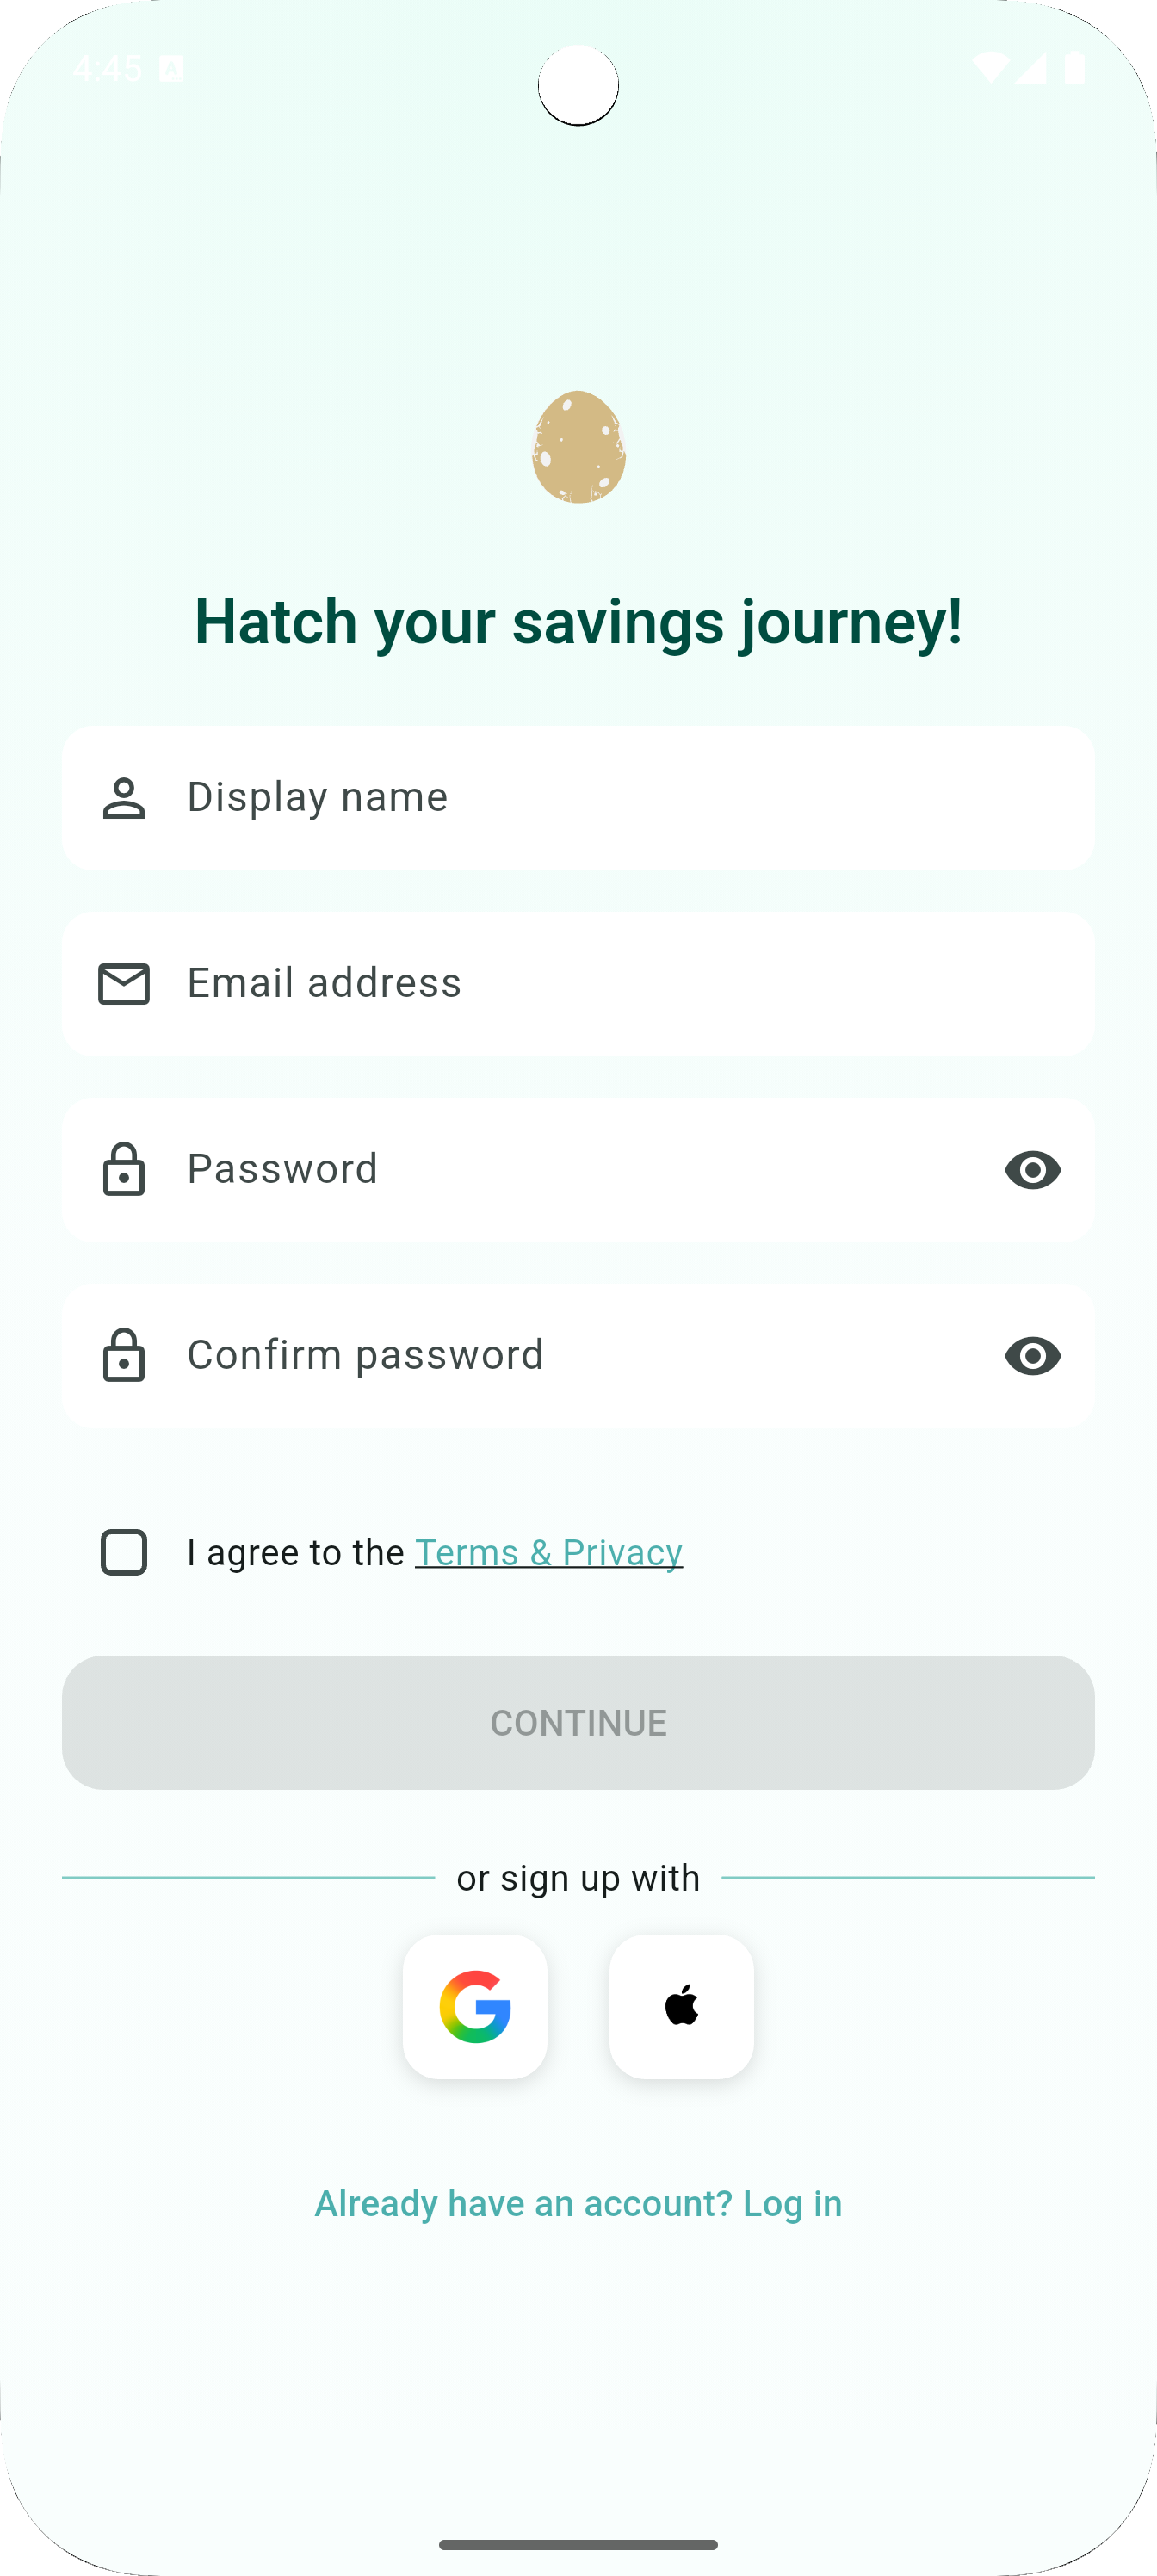 4:45 A
Hatch your savings journey!
Display name
Email address
Password
Confirm password
I agree to the Terms & Privacy
CONTINUE
or sign up with
Already have an account? Log in